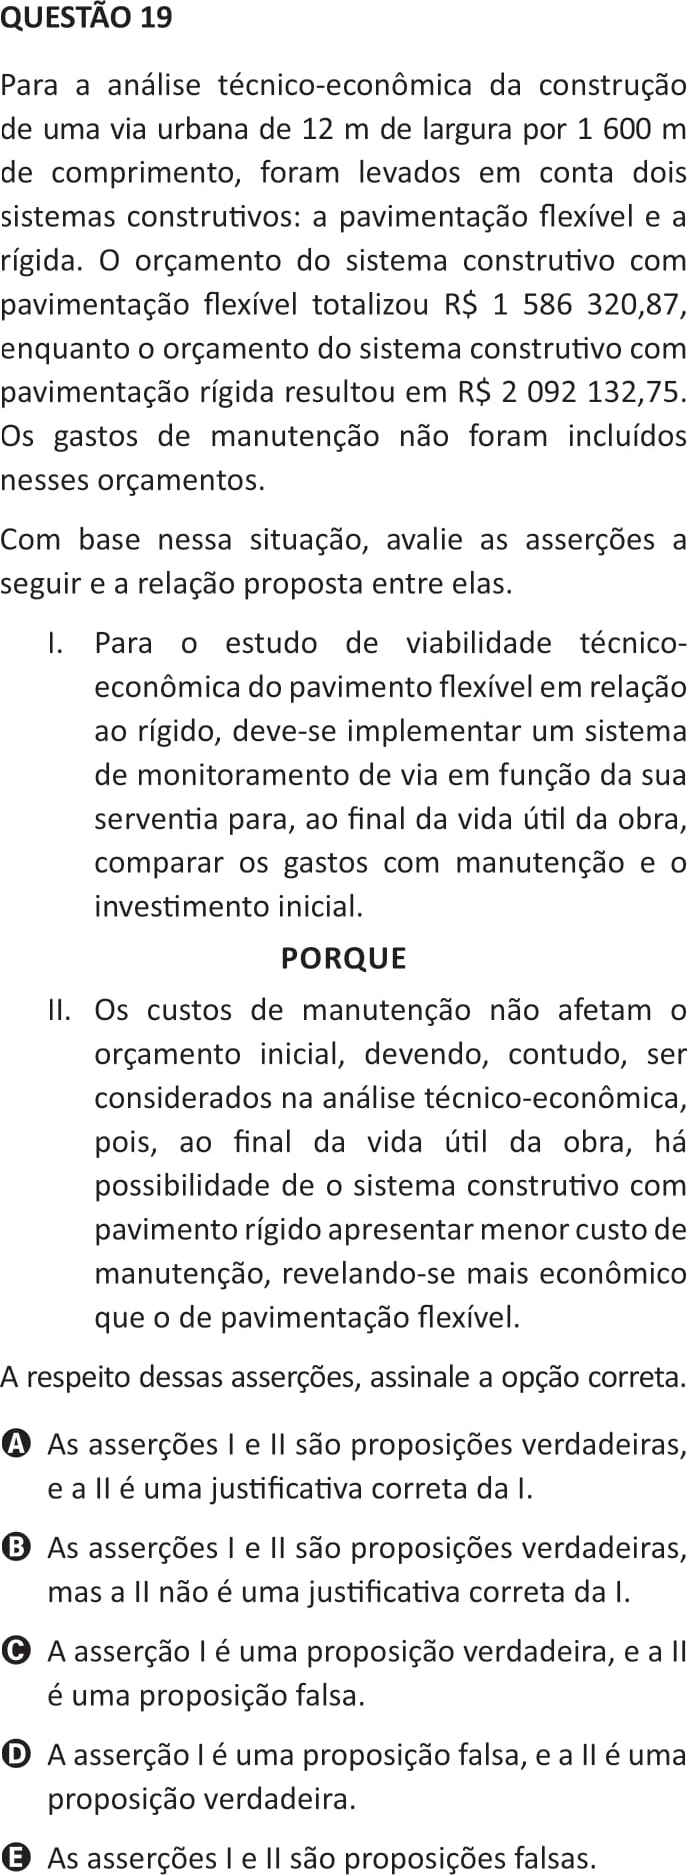 QUESTÃO 19
Para a análise técnico-econômica da construção
de uma via urbana de 12 m de largura por 1 600 m
de comprimento, foram levados em conta dois
sistemas construtivos: a pavimentação flexível e a
rígida. O orçamento do sistema construtivo com
pavimentação flexível totalizou R$ 1 586 320,87,
enquanto o orçamento do sistema construtivo com
pavimentação rígida resultou em R$ 2 092 132,75.
Os gastos de manutenção não foram incluídos
nesses orçamentos.
Com base nessa situação, avalie as asserções a
seguir e a relação proposta entre elas.
I. Para o estudo de viabilidade técnico-
econômica do pavimento flexível em relação
ao rígido, deve-se implementar um sistema
de monitoramento de via em função da sua
serventia para, ao final da vida útil da obra,
comparar os gastos com manutenção e o
investimento inicial.
PORQUE
II. Os custos de manutenção não afetam o
orçamento inicial, devendo, contudo, ser
considerados na análise técnico-econômica,
pois, ao final da vida útil da obra, há
possibilidade de o sistema construtivo com
pavimento rígido apresentar menor custo de
manutenção, revelando-se mais econômico
que o de pavimentação flexível.
A respeito dessas asserções, assinale a opção correta.
A As asserções I e II são proposições verdadeiras,
e a II é uma justificativa correta da I.
B As asserções I e II são proposições verdadeiras,
mas a II não é uma justificativa correta da I.
C A asserção I é uma proposição verdadeira, e a II
é uma proposição falsa.
D A asserção I é uma proposição falsa, e a II é uma
proposição verdadeira.
E As asserções I e II são proposições falsas.